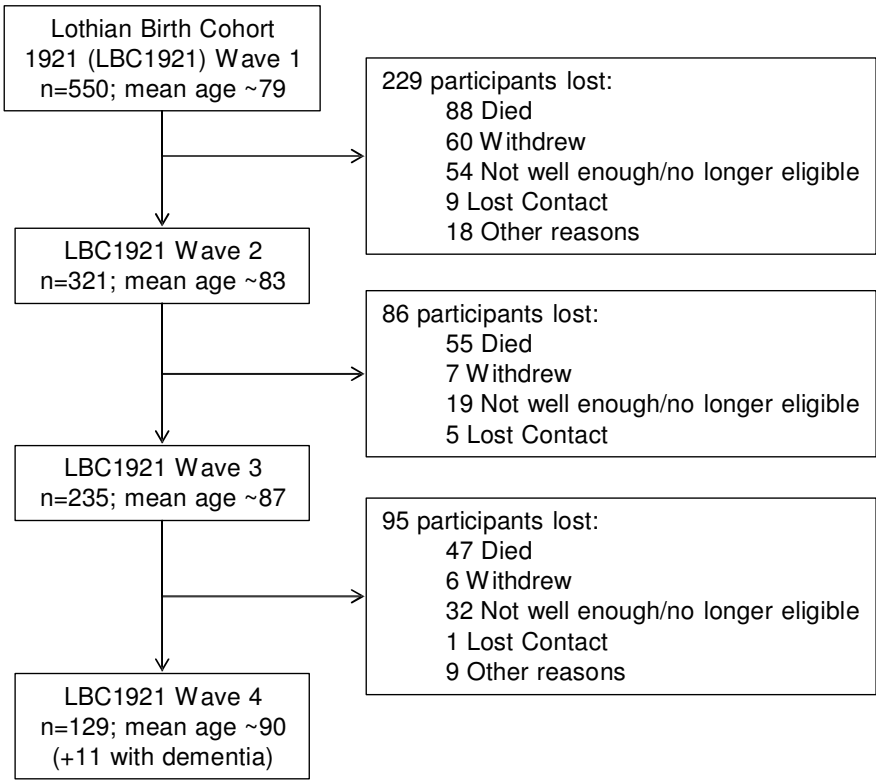 Lothian Birth Cohort
1921 (LBC1921) Wave 1
n=550; mean age ~79
229 participants lost:
88 Died
60 Withdrew
54 Not well enough/no longer eligible
9 Lost Contact
18 Other reasons
LBC1921 Wave 2
n=321; mean age ~83
86 participants lost:
55 Died
7 Withdrew
19 Not well enough/no longer eligible
5 Lost Contact
LBC1921 Wave 3
n=235; mean age ~87
95 participants lost:
47 Died
6 Withdrew
32 Not well enough/no longer eligible
1 Lost Contact
9 Other reasons
LBC1921 Wave 4
n=129; mean age ~90
(+11 with dementia)